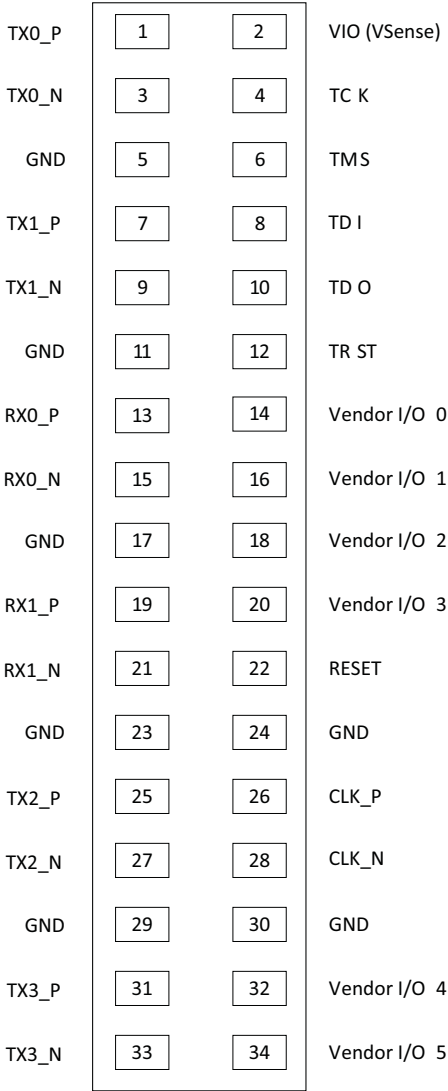 TX0_P 1 2 VIO (VSense)
TX0_N 3 4 TC K
GND 5 6 TMS
TX1_P 7 8 TD I
TX1_N 9 10 TD O
GND 11 12 TR ST
RX0_P 13 14 Vendor I/O 0
RX0_N 15 16 Vendor I/O 1
GND 17 18 Vendor I/O 2
RX1_P 19 20 Vendor I/O 3
RX1_N 21 22 RESET
GND 23 24 GND
TX2_P 25 26 CLK_P
TX2_N 27 28 CLK_N
GND 29 30 GND
TX3_P 31 32 Vendor I/O 4
TX3_N 33 34 Vendor I/O 5